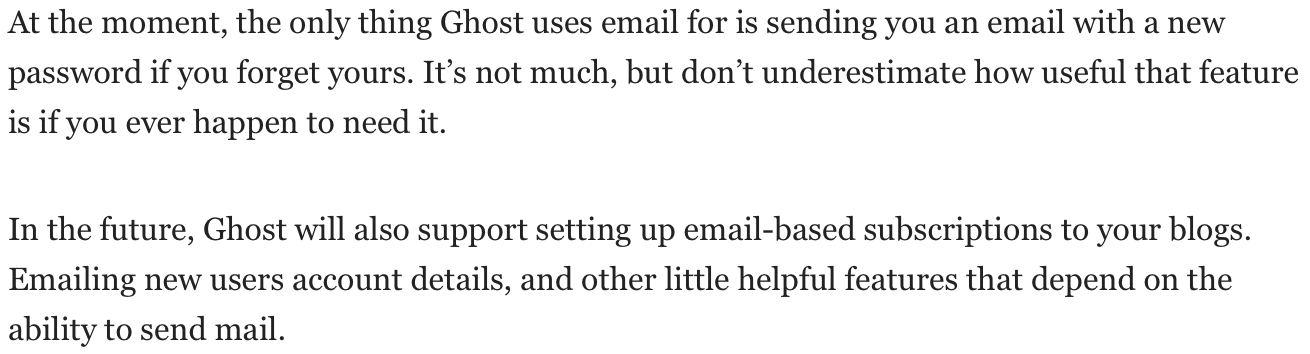 At the moment, the only thing Ghost uses email for is sending you an email with a new
password if you forget yours. It’s not much, but don’t underestimate how useful that feature
is if you ever happen to need it.
In the future, Ghost will also support setting up email-based subscriptions to your blogs.
Emailing new users account details, and other little helpful features that depend on the
ability to send mail.